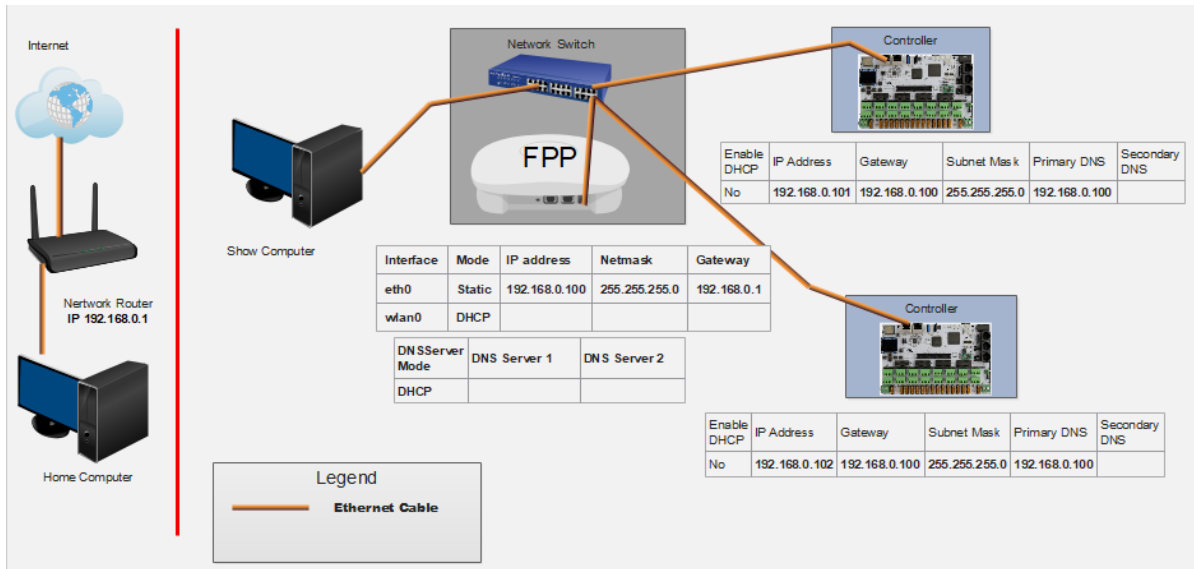 Internet
Nertwork Router
IP 192.168.0.1
Home Computer
Show Computer
Network Switch
FPP
Interface Mode IP address Netmask Gateway
eth0 Static 192.168.0.100 255.255.255.0 192.168.0.1
wlan0 DHCP
DNSServer
Mode DNS Server 1 DNS Server 2
DHCP
Controller
Enable
DHCP IP Address Gateway Subnet Mask Primary DNS Secondary
DNS
No 192.168.0.101 192.168.0.100 255.255.255.0 192.168.0.100
Controller
Enable
DHCP IP Address Gateway Subnet Mask Primary DNS Secondary
DNS
No 192.168.0.102 192.168.0.100 255.255.255.0 192.168.0.100
Legend
Ethernet Cable